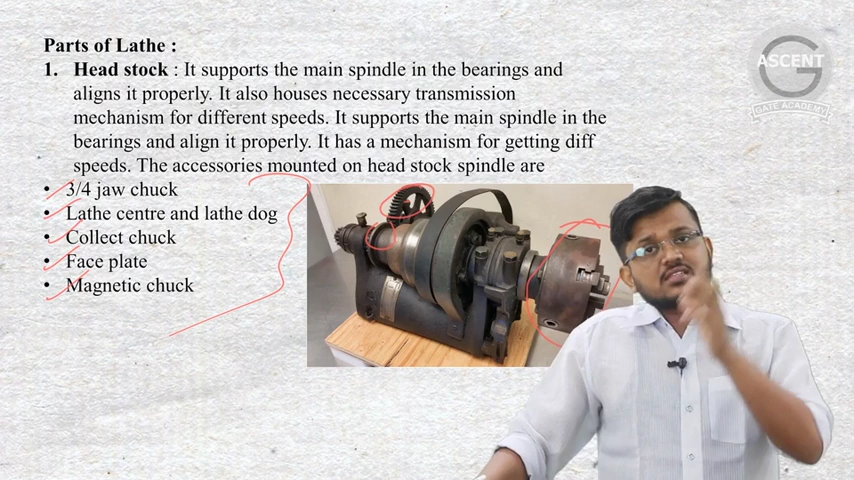 Parts of Lathe :
1. Head stock : It supports the main spindle in the bearings and
aligns it properly. It also houses necessary transmission
mechanism for different speeds. It supports the main spindle in the
bearings and align it properly. It has a mechanism for getting diff
speeds. The accessories mounted on head stock spindle are
• 3/4 jaw chuck
• Lathe centre and lathe dog
• Collect chuck
• Face plate
• Magnetic chuck
ASCENT
GATE ACADEMY